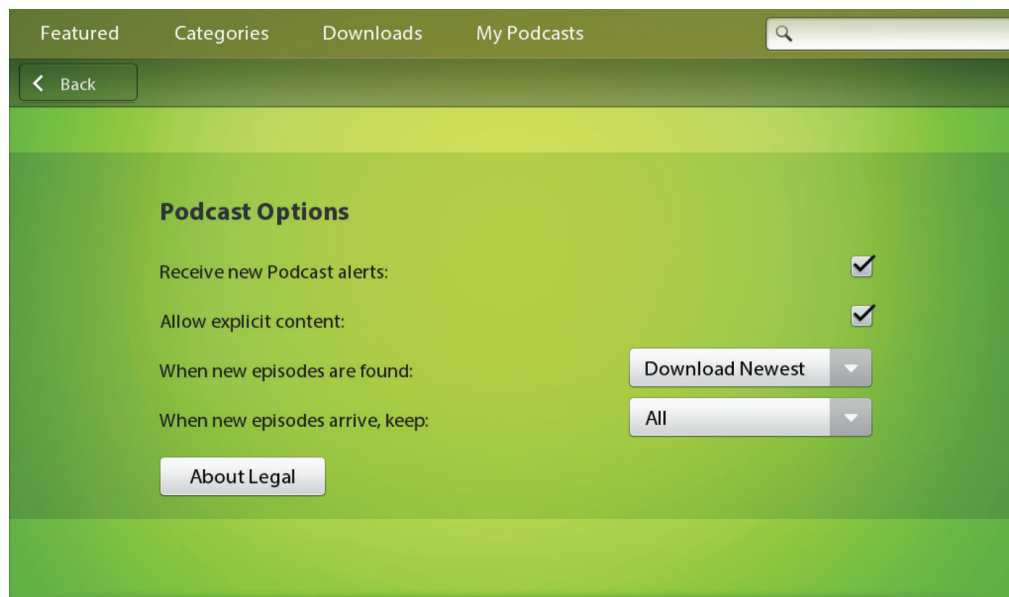 Featured Categories Downloads My Podcasts
Back
Podcast Options
Receive new Podcast alerts:
Allow explicit content:
When new episodes are found: Download Newest
When new episodes arrive, keep: All
About Legal